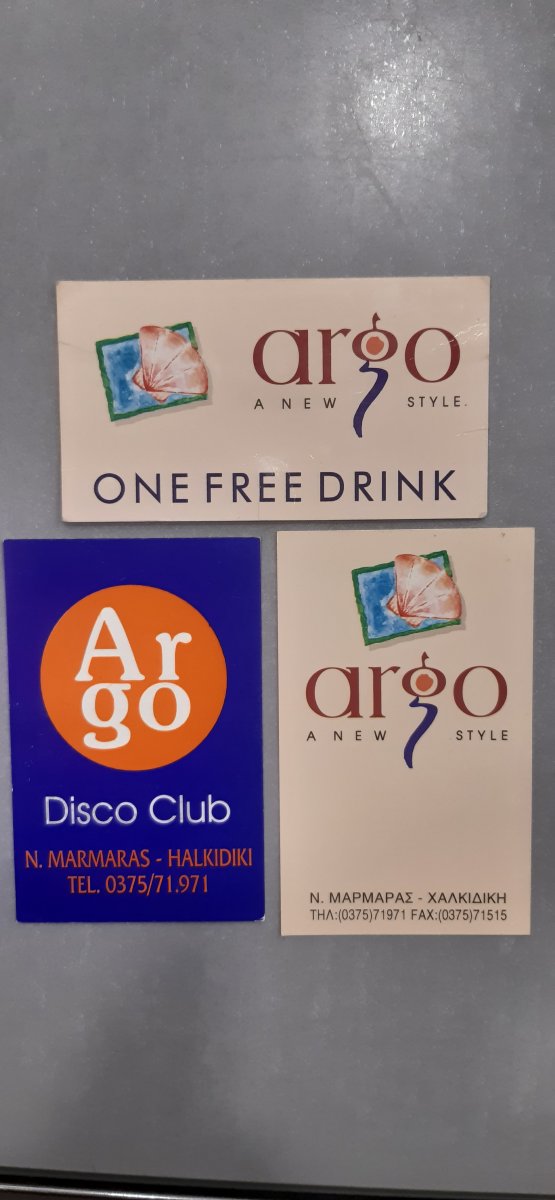 argo
A NEW STYLE.
ONE FREE DRINK
Ar
go
Disco Club
N. MARMARAS - HALKIDIKI
TEL. 0375/71.971
argo
A NEW STYLE
Ν. ΜΑΡΜΑΡΑΣ - ΧΑΛΚΙΔΙΚΗ
ΤΗΛ:(0375)71971 FAX:(0375)71515